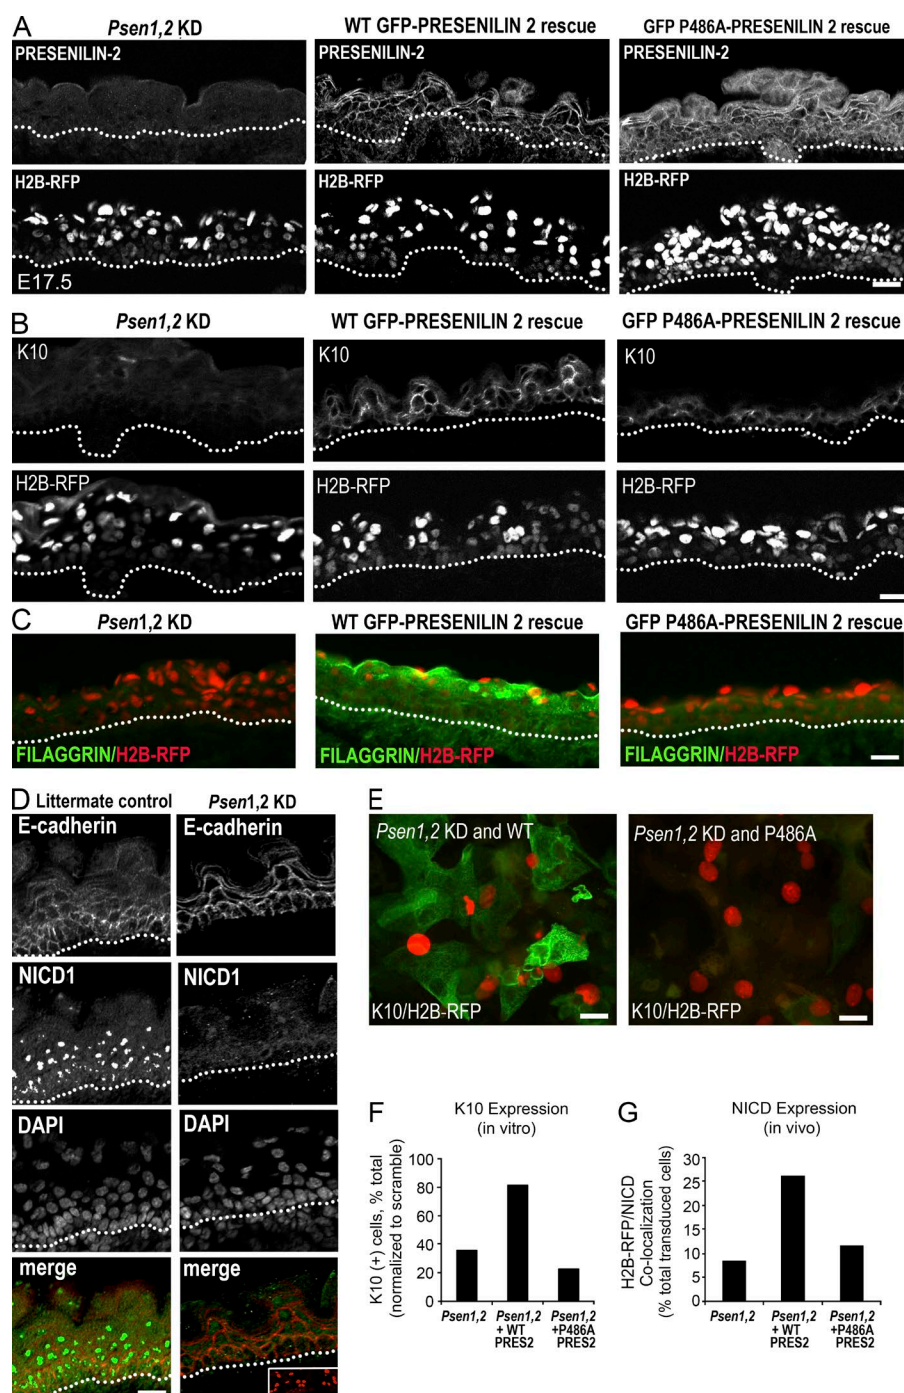 A
Psen1,2 KD
WT GFP-PRESENILIN 2 rescue
GFP P486A-PRESENILIN 2 rescue
PRESENILIN-2
PRESENILIN-2
PRESENILIN-2
H2B-RFP
H2B-RFP
H2B-RFP
E17.5
B
Psen1,2 KD
WT GFP-PRESENILIN 2 rescue
GFP P486A-PRESENILIN 2 rescue
K10
K10
K10
H2B-RFP
H2B-RFP
H2B-RFP
C
Psen1,2 KD
WT GFP-PRESENILIN 2 rescue
GFP P486A-PRESENILIN 2 rescue
FILAGGRIN/H2B-RFP
FILAGGRIN/H2B-RFP
FILAGGRIN/H2B-RFP
D
Littermate control
Psen1,2 KD
E-cadherin
E-cadherin
NICD1
NICD1
DAPI
DAPI
merge
merge
E
Psen1,2 KD and WT
Psen1,2 KD and P486A
K10/H2B-RFP
K10/H2B-RFP
F
K10 Expression
(in vitro)
K10 (+) cells, % total
(normalized to scramble)
100
80
60
40
20
0
Psen1,2
Psen1,2
+ WT
PRES2
Psen1,2
+P486A
PRES2
G
NICD Expression
(in vivo)
H2B-RFP/NICD
Co-localization
(% total transduced cells)
30
25
20
15
10
5
0
Psen1,2
Psen1,2
+ WT
PRES2
Psen1,2
+P486A
PRES2